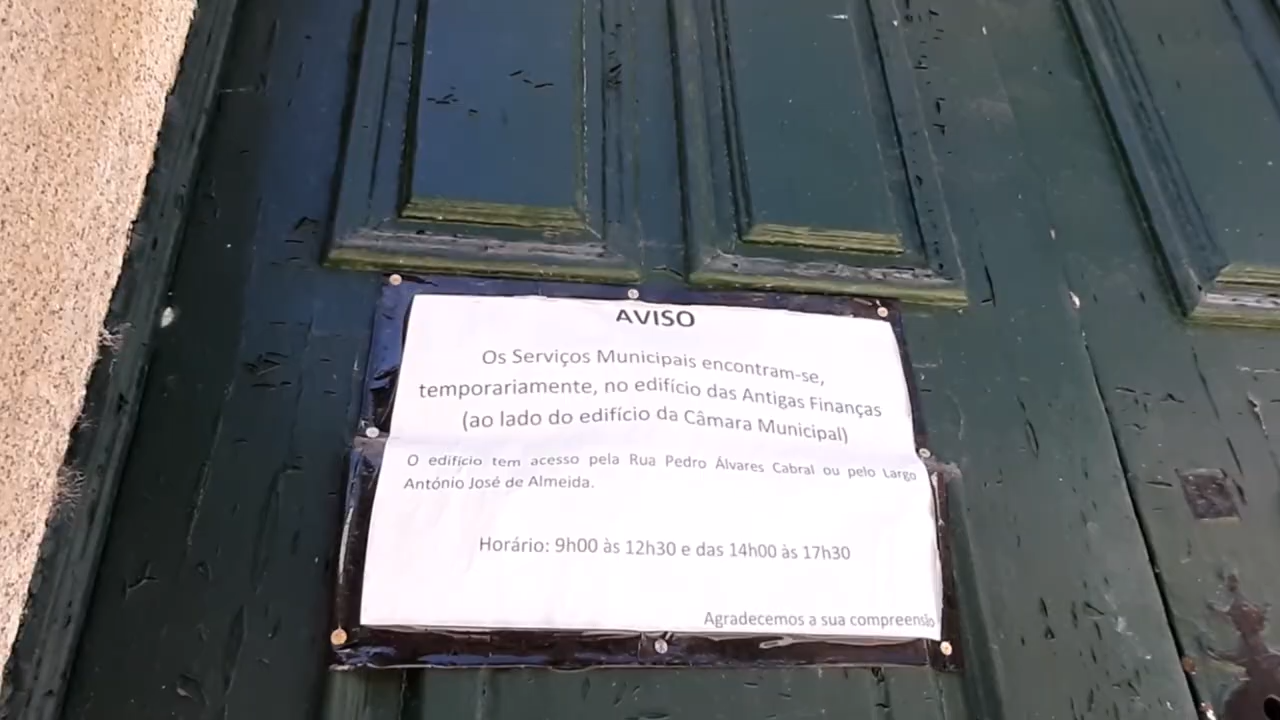 AVISO
Os Serviços Municipais encontram-se,
temporariamente, no edifício das Antigas Finanças
(ao lado do edifício da Câmara Municipal)
O edifício tem acesso pela Rua Pedro Álvares Cabral ou pelo Largo
António José de Almeida.
Horário: 9h00 às 12h30 e das 14h00 às 17h30
Agradecemos a sua compreensão